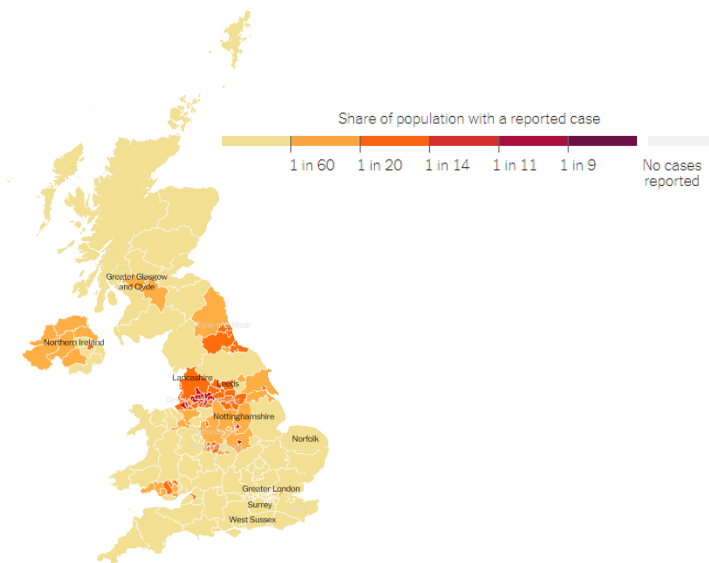 Share of population with a reported case
1 in 60
1 in 20
1 in 14
1 in 11
1 in 9
No cases
reported
Greater Glasgow
and Clyde
Northern Ireland
Lancashire
Leeds
Nottinghamshire
Norfolk
Greater London
Surrey
West Sussex